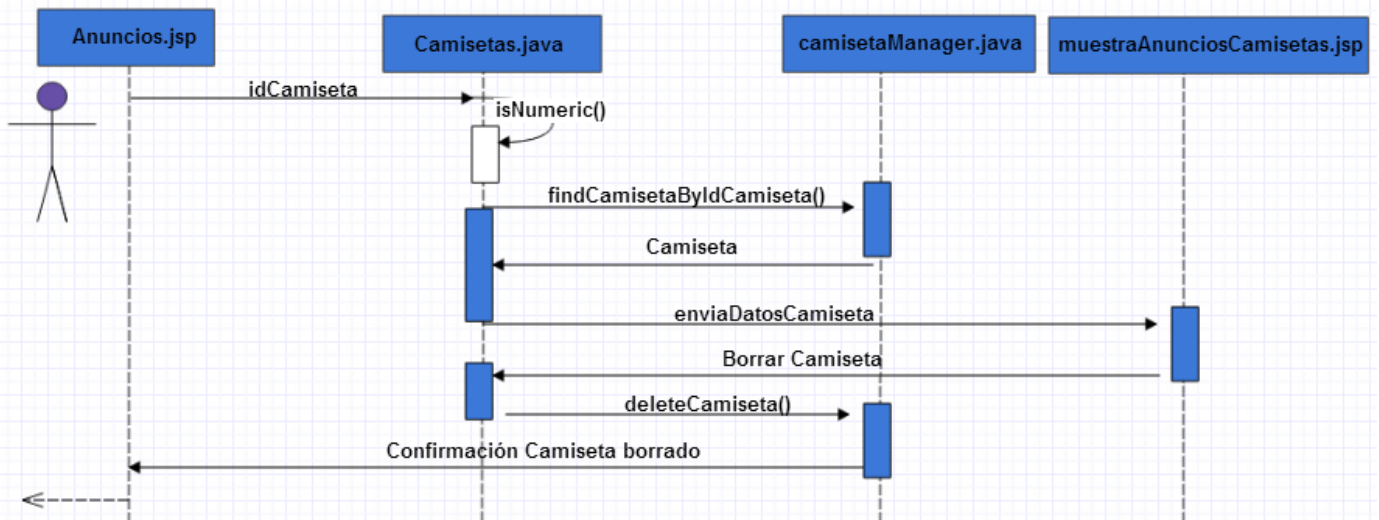 Anuncios.jsp
Camisetas.java
camisetaManager.java
muestraAnunciosCamisetas.jsp
idCamiseta
isNumeric()
findCamisetaByIdCamiseta()
Camiseta
enviaDatosCamiseta
Borrar Camiseta
deleteCamiseta()
Confirmación Camiseta borrado